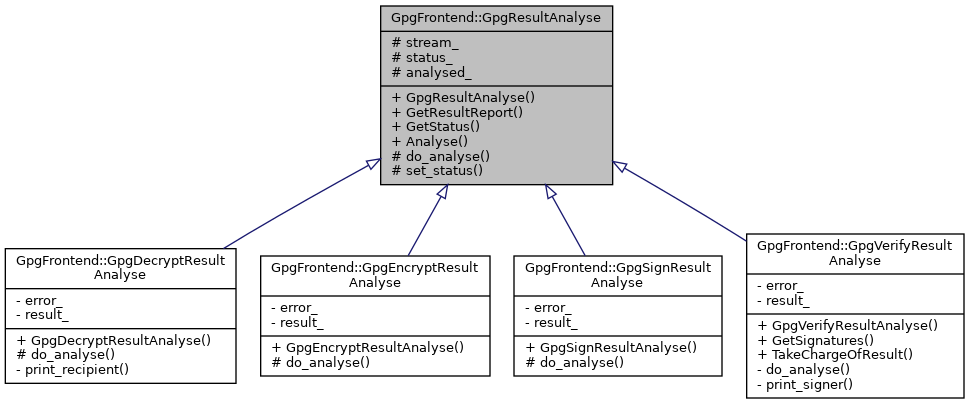 GpgFrontend::GpgResultAnalyse
# stream_
# status_
# analysed_
+ GpgResultAnalyse()
+ GetResultReport()
+ GetStatus()
+ Analyse()
# do_analyse()
# set_status()
GpgFrontend::GpgDecryptResult
Analyse
- error_
- result_
+ GpgDecryptResultAnalyse()
# do_analyse()
- print_recipient()
GpgFrontend::GpgEncryptResult
Analyse
- error_
- result_
+ GpgEncryptResultAnalyse()
# do_analyse()
GpgFrontend::GpgSignResult
Analyse
- error_
- result_
+ GpgSignResultAnalyse()
# do_analyse()
GpgFrontend::GpgVerifyResult
Analyse
- error_
- result_
+ GpgVerifyResultAnalyse()
+ GetSignatures()
+ TakeChargeOfResult()
- do_analyse()
- print_signer()